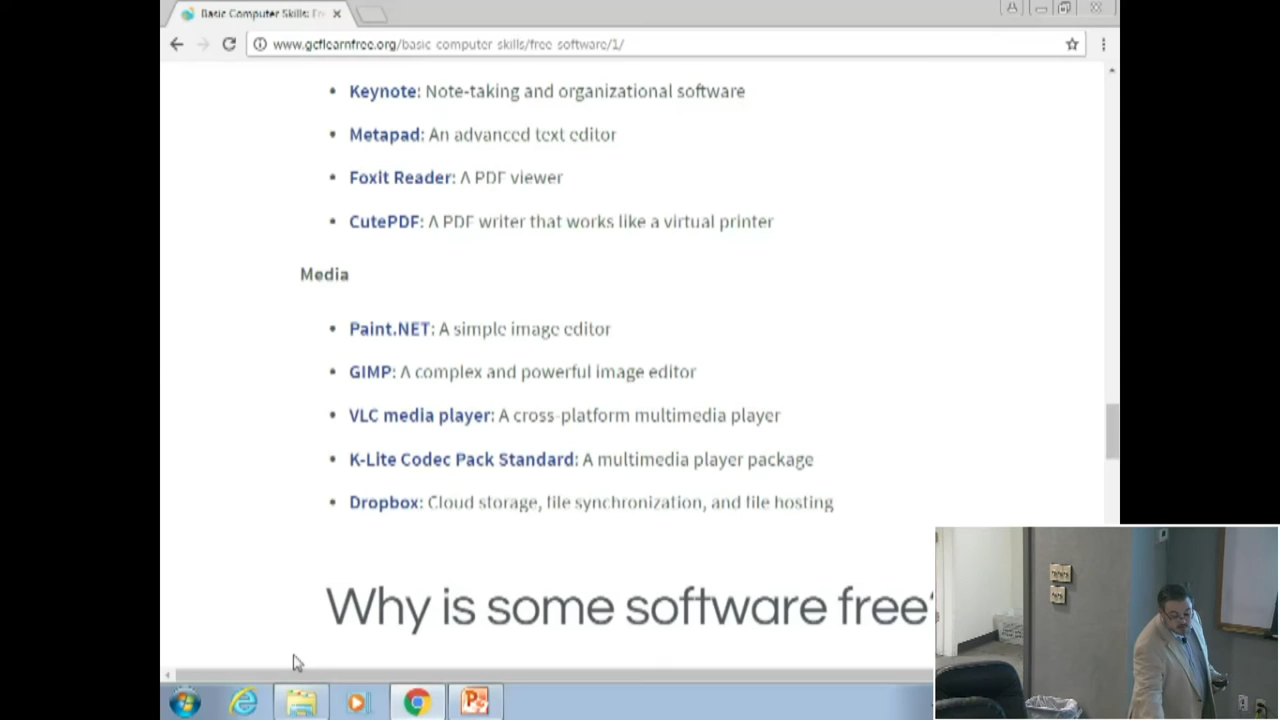 Basic Computer Skills: Fr
www.gcflearnfree.org/basic computer skills/free software/1/
Keynote: Note-taking and organizational software
Metapad: An advanced text editor
Foxit Reader: A PDF viewer
CutePDF: A PDF writer that works like a virtual printer
Media
Paint.NET: A simple image editor
GIMP: A complex and powerful image editor
VLC media player: A cross-platform multimedia player
K-Lite Codec Pack Standard: A multimedia player package
Dropbox: Cloud storage, file synchronization, and file hosting
Why is some software free?